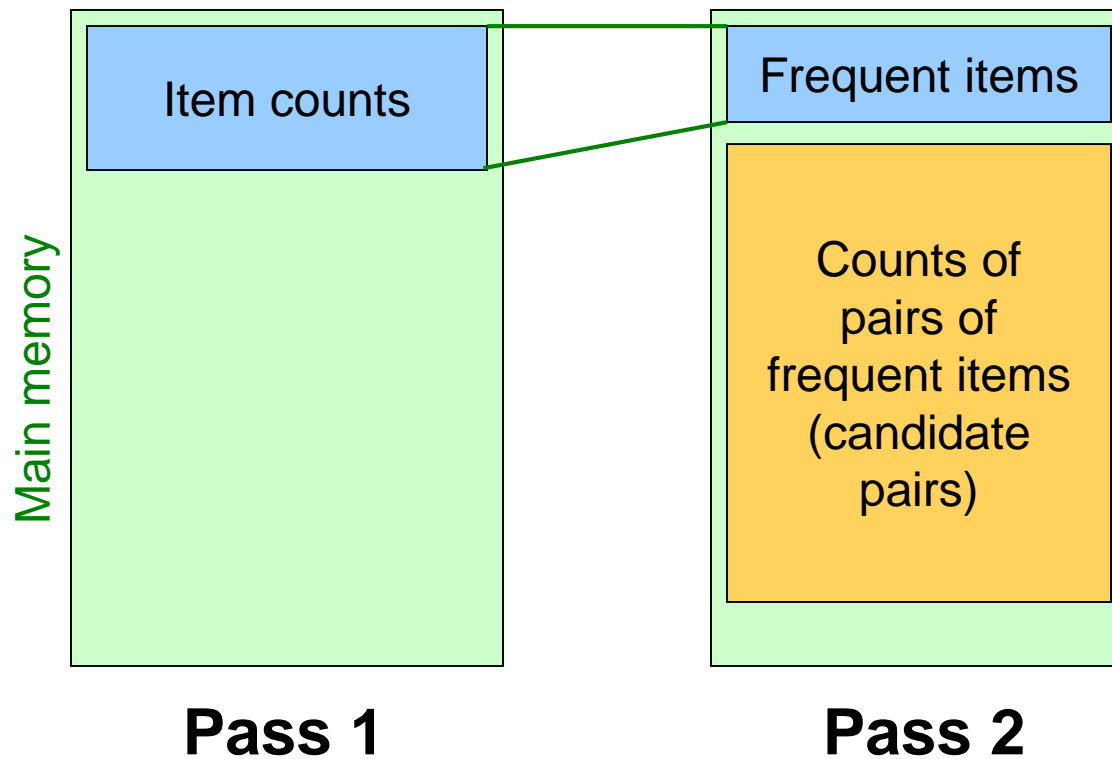 Main memory
Item counts
Frequent items
Counts of
pairs of
frequent items
(candidate
pairs)
Pass 1
Pass 2